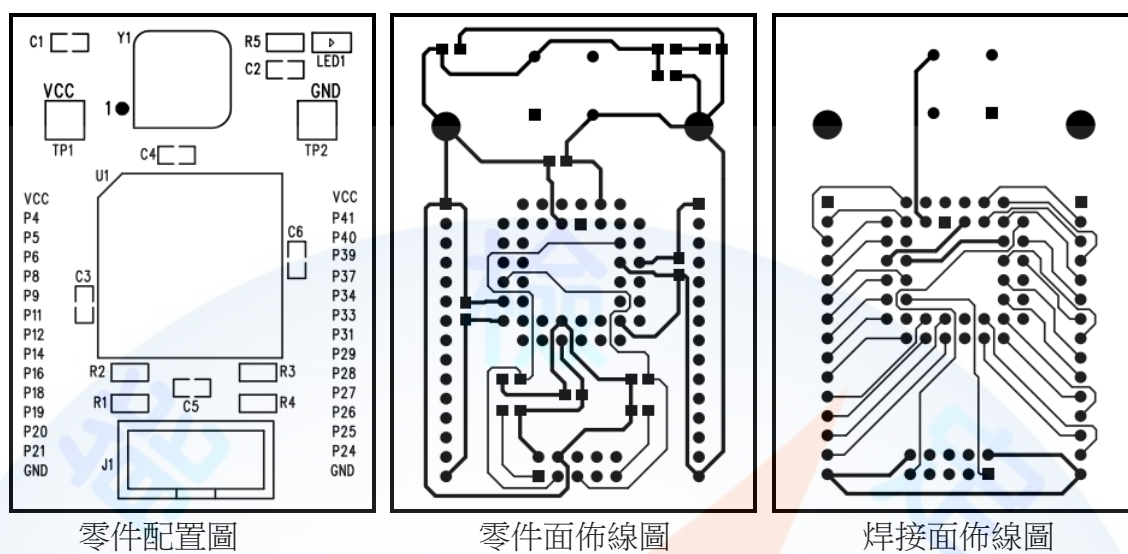 C1
Y1
R5
LED1
C2
VCC
GND
1
TP1
TP2
C4
U1
VCC
P4
P5
P6
P8
P9
P11
P12
P14
P16
P18
P19
P20
P21
GND
C3
C6
VCC
P41
P40
P39
P37
P34
P33
P31
P29
P28
P27
P26
P25
P24
GND
R2
R3
R1
C5
R4
J1
零件配置圖
零件面佈線圖
焊接面佈線圖